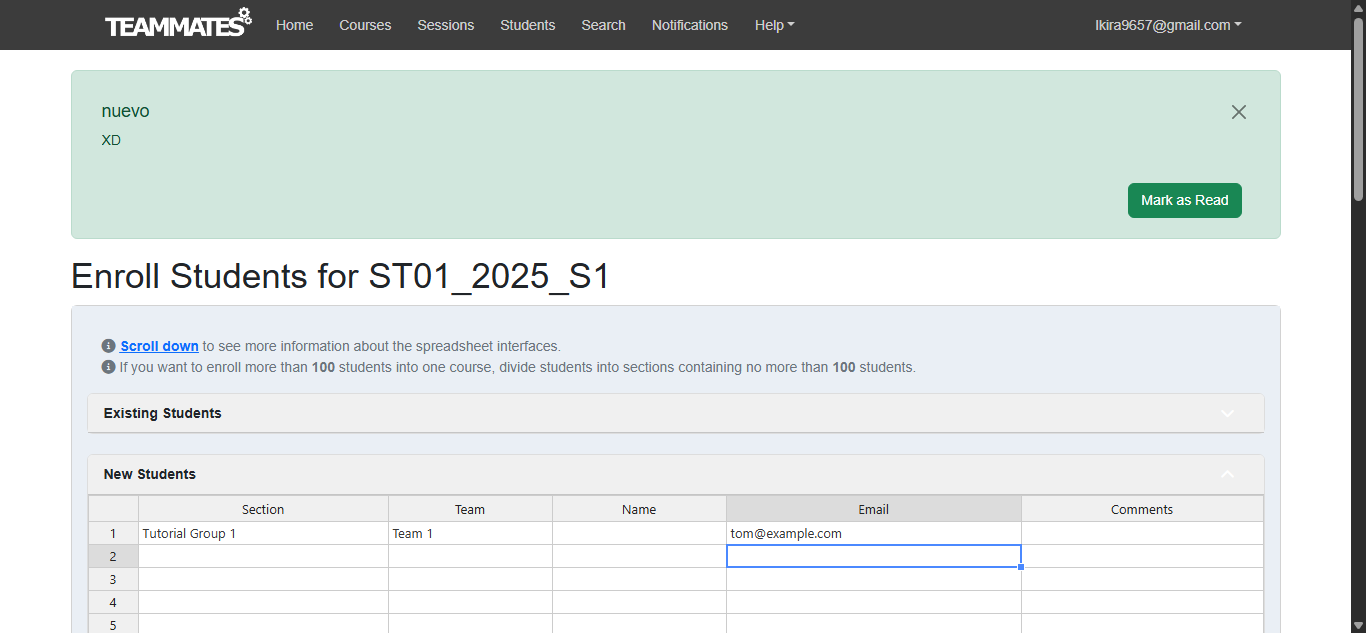 TEAMMATES Home Courses Sessions Students Search Notifications Help lkira9657@gmail.com
nuevo
XD
Mark as Read
Enroll Students for ST01_2025_S1
Scroll down to see more information about the spreadsheet interfaces.
If you want to enroll more than 100 students into one course, divide students into sections containing no more than 100 students.
Existing Students
New Students
Section Team Name Email Comments
1 Tutorial Group 1 Team 1 tom@example.com
2
3
4
5